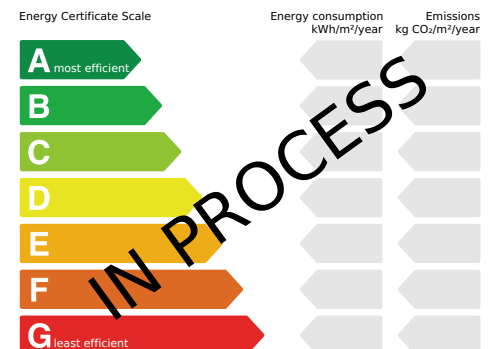 Energy Certificate Scale
Energy consumption
kWh/m²/year
Emissions
kg CO₂/m²/year
A most efficient
B
C
D
E
F
G least efficient
IN PROCESS